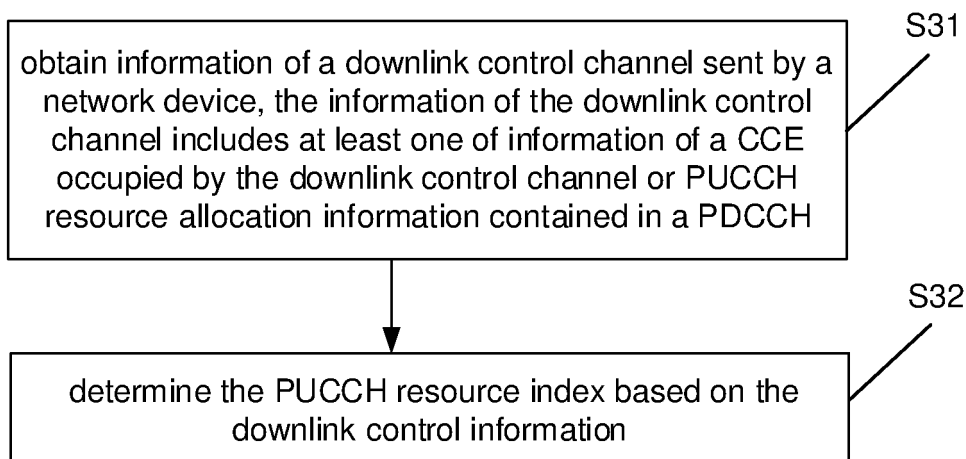 S31
obtain information of a downlink control channel sent by a
network device, the information of the downlink control
channel includes at least one of information of a CCE
occupied by the downlink control channel or PUCCH
resource allocation information contained in a PDCCH
S32
determine the PUCCH resource index based on the
downlink control information